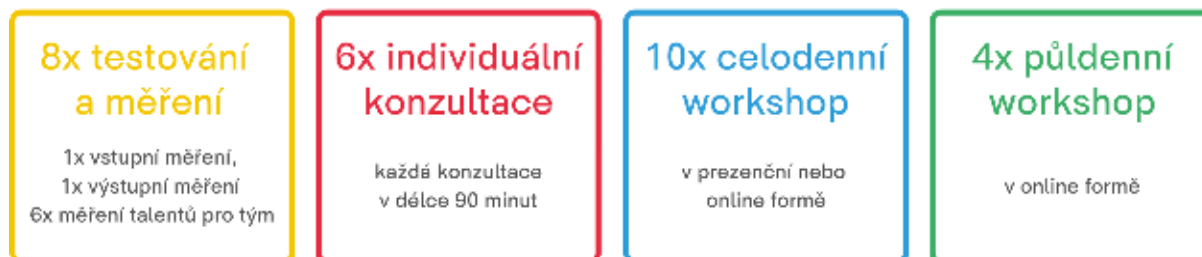 8x testování
a měření
1x vstupní měření,
1x výstupní měření
6x měření talentů pro tým
6x individuální
konzultace
každá konzultace
v délce 90 minut
10x celodenní
workshop
v prezenční nebo
online formě
4x půldenní
workshop
v online formě